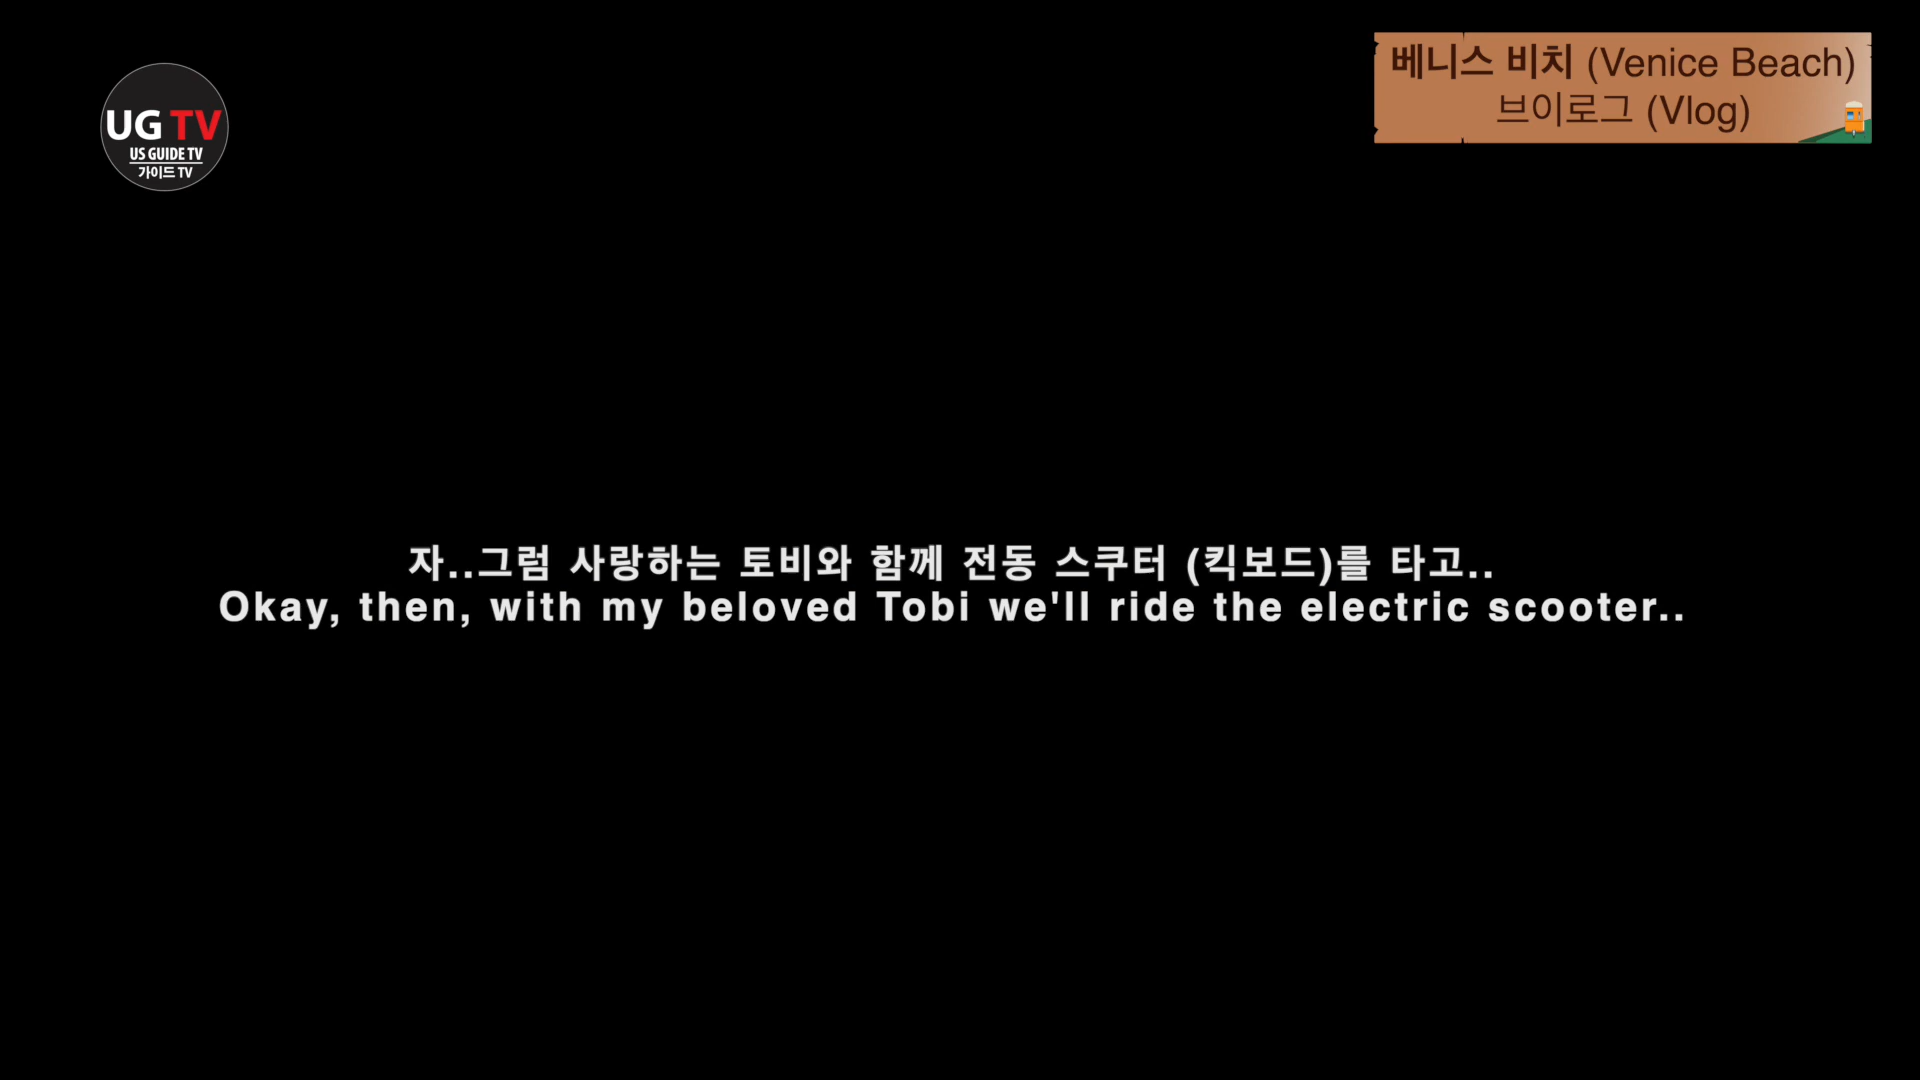 UG TV
US GUIDE TV
가이드 TV
베니스 비치 (Venice Beach)
브이로그 (Vlog)
자..그럼 사랑하는 토비와 함께 전동 스쿠터 (킥보드)를 타고..
Okay, then, with my beloved Tobi we'll ride the electric scooter..